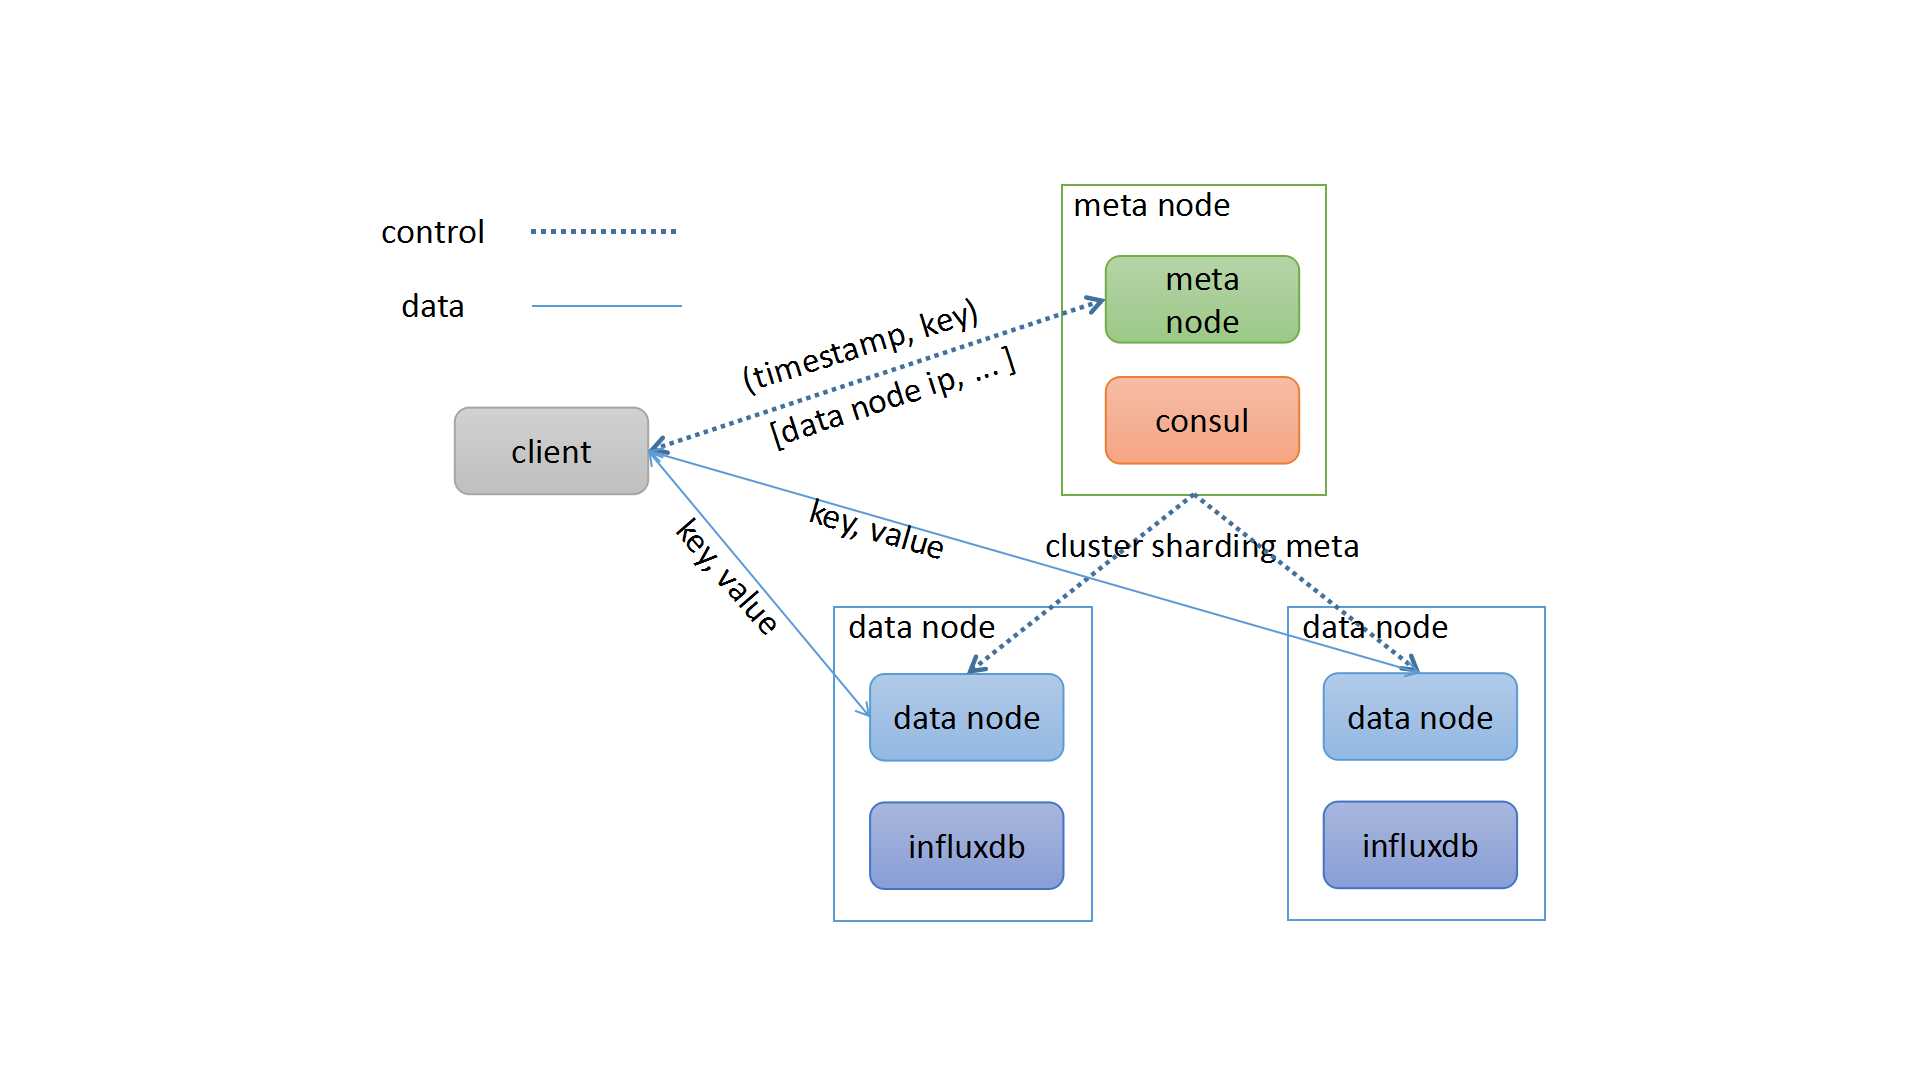 control
data
meta node
meta
node
consul
(timestamp, key)
[data node ip, ... ]
client
key, value
key, value
cluster sharding meta
data node
data node
influxdb
data node
data node
influxdb